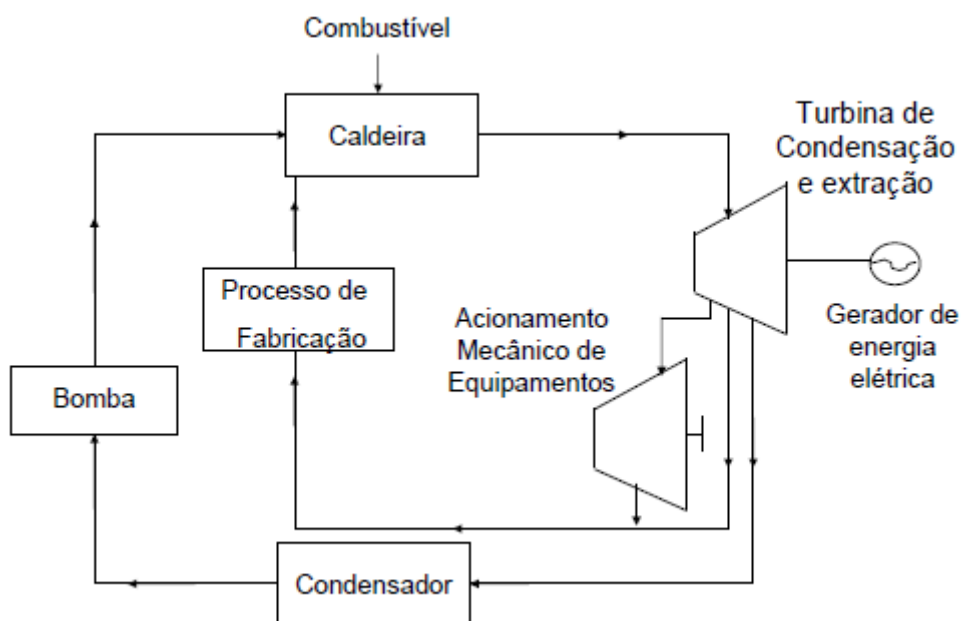 Combustível
Caldeira
Turbina de
Condensação
e extração
Processo de
Fabricação
Acionamento
Mecânico de
Equipamentos
Gerador de
energia
elétrica
Bomba
Condensador